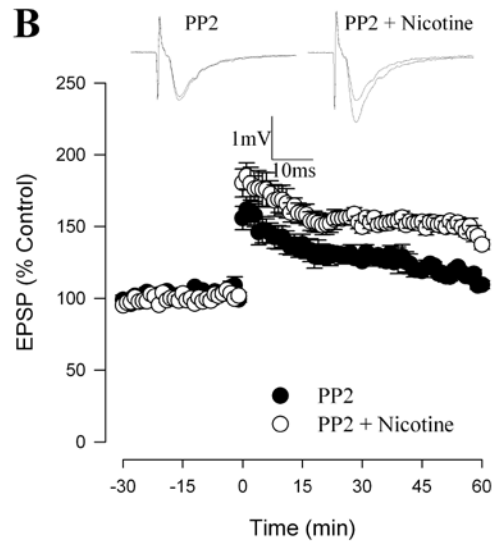 B
PP2
PP2 + Nicotine
1mV
10ms
EPSP (% Control)
250
200
150
100
50
0
PP2
PP2 + Nicotine
-30 -15 0 15 30 45 60
Time (min)